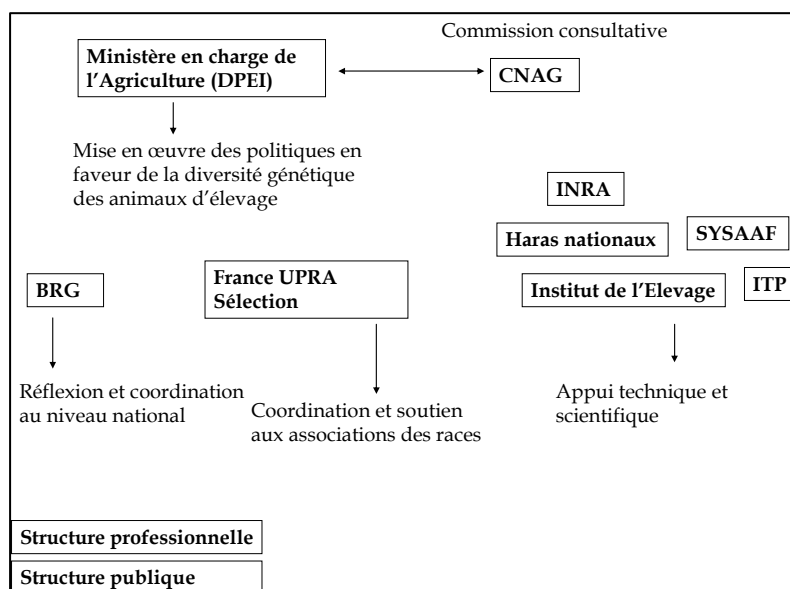 Commission consultative
Ministère en charge de
l'Agriculture (DPEI)
CNAG
Mise en œuvre des politiques en
faveur de la diversité génétique
des animaux d'élevage
INRA
Haras nationaux
SYSAAF
BRG
France UPRA
Sélection
Institut de l'Elevage
ITP
Réflexion et coordination
au niveau national
Coordination et soutien
aux associations des races
Appui technique et
scientifique
Structure professionnelle
Structure publique